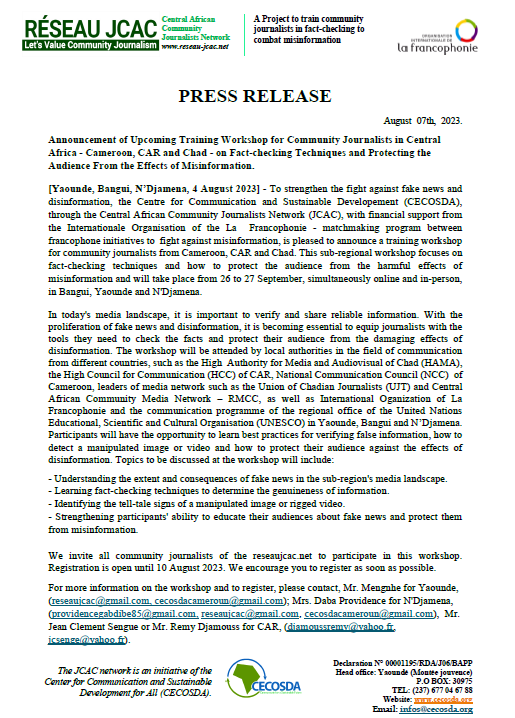 RÉSEAU JCAC
Let's Value Community Journalism
Central African
Community
Journalists Network
www.reseau-jcac.net
A Project to train community
journalists in fact-checking to
combat misinformation
ORGANISATION
INTERNATIONALE DE
la francophonie
PRESS RELEASE
August 07th, 2023.
Announcement of Upcoming Training Workshop for Community Journalists in Central
Africa - Cameroon, CAR and Chad - on Fact-checking Techniques and Protecting the
Audience From the Effects of Misinformation.
[Yaounde, Bangui, N'Djamena, 4 August 2023] - To strengthen the fight against fake news and
disinformation, the Centre for Communication and Sustainable Developement (CECOSDA),
through the Central African Community Journalists Network (JCAC), with financial support from
the Internationale Organisation of the La Francophonie - matchmaking program between
francophone initiatives to fight against misinformation, is pleased to announce a training workshop
for community journalists from Cameroon, CAR and Chad. This sub-regional workshop focuses on
fact-checking techniques and how to protect the audience from the harmful effects of
misinformation and will take place from 26 to 27 September, simultaneously online and in-person,
in Bangui, Yaounde and N'Djamena.
In today's media landscape, it is important to verify and share reliable information. With the
proliferation of fake news and disinformation, it is becoming essential to equip journalists with the
tools they need to check the facts and protect their audience from the damaging effects of
disinformation. The workshop will be attended by local authorities in the field of communication
from different countries, such as the High Authority for Media and Audiovisual of Chad (HAMA),
the High Council for Communication (HCC) of CAR, National Communication Council (NCC) of
Cameroon, leaders of media network such as the Union of Chadian Journalists (UJT) and Central
African Community Media Network – RMCC, as well as International Oganization of La
Francophonie and the communication programme of the regional office of the United Nations
Educational, Scientific and Cultural Organisation (UNESCO) in Yaounde, Bangui and N'Djamena.
Participants will have the opportunity to learn best practices for verifying false information, how to
detect a manipulated image or video and how to protect their audience against the effects of
disinformation. Topics to be discussed at the workshop will include:
- Understanding the extent and consequences of fake news in the sub-region's media landscape.
- Learning fact-checking techniques to determine the genuineness of information.
- Identifying the tell-tale signs of a manipulated image or rigged video.
- Strengthening participants' ability to educate their audiences about fake news and protect them
from misinformation.
We invite all community journalists of the reseaujcac.net to participate in this workshop.
Registration is open until 10 August 2023. We encourage you to register as soon as possible.
For more information on the workshop and to register, please contact, Mr. Mengnhe for Yaounde,
(reseaujcac@gmail.com, cecosdacameroun@gmail.com); Mrs. Daba Providence for N'Djamena,
(providencegabdibe85@gmail.com, reseaujcac@gmail.com, cecosdacameroun@gmail.com), Mr.
Jean Clement Sengue or Mr. Remy Djamouss for CAR, (djamoussremy@yahoo.fr,
jcsenge@yahoo.fr).
The JCAC network is an initiative of the
Center for Communication and Sustainable
Development for All (CECOSDA).
CECOSDA
Declaration N° 00001195/RDA/J06/BAPP
Head office: Yaoundé (Montée jouvence)
P.O BOX: 30975
TEL: (237) 677 04 67 88
Website: www.cecosda.org
Email: infos@cecosda.org